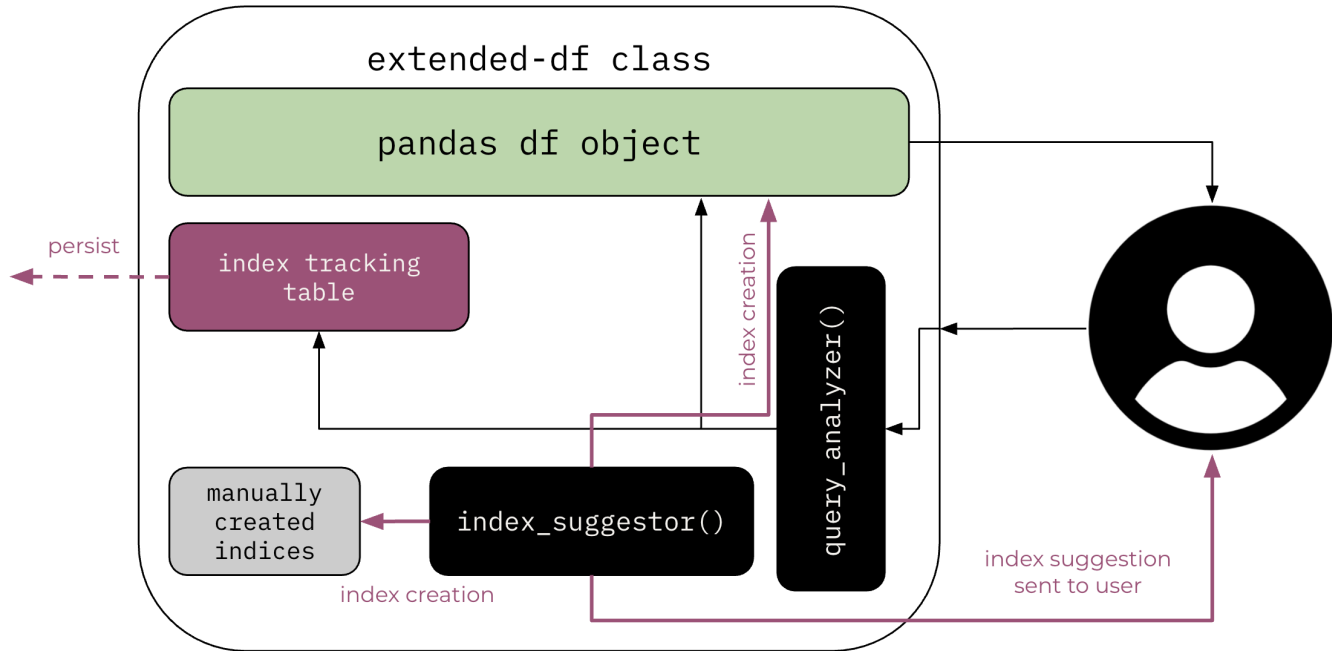 extended-df class
pandas df object
persist
index tracking
table
index creation
query_analyzer()
manually
created
indices
index_suggestor()
index creation
index suggestion
sent to user